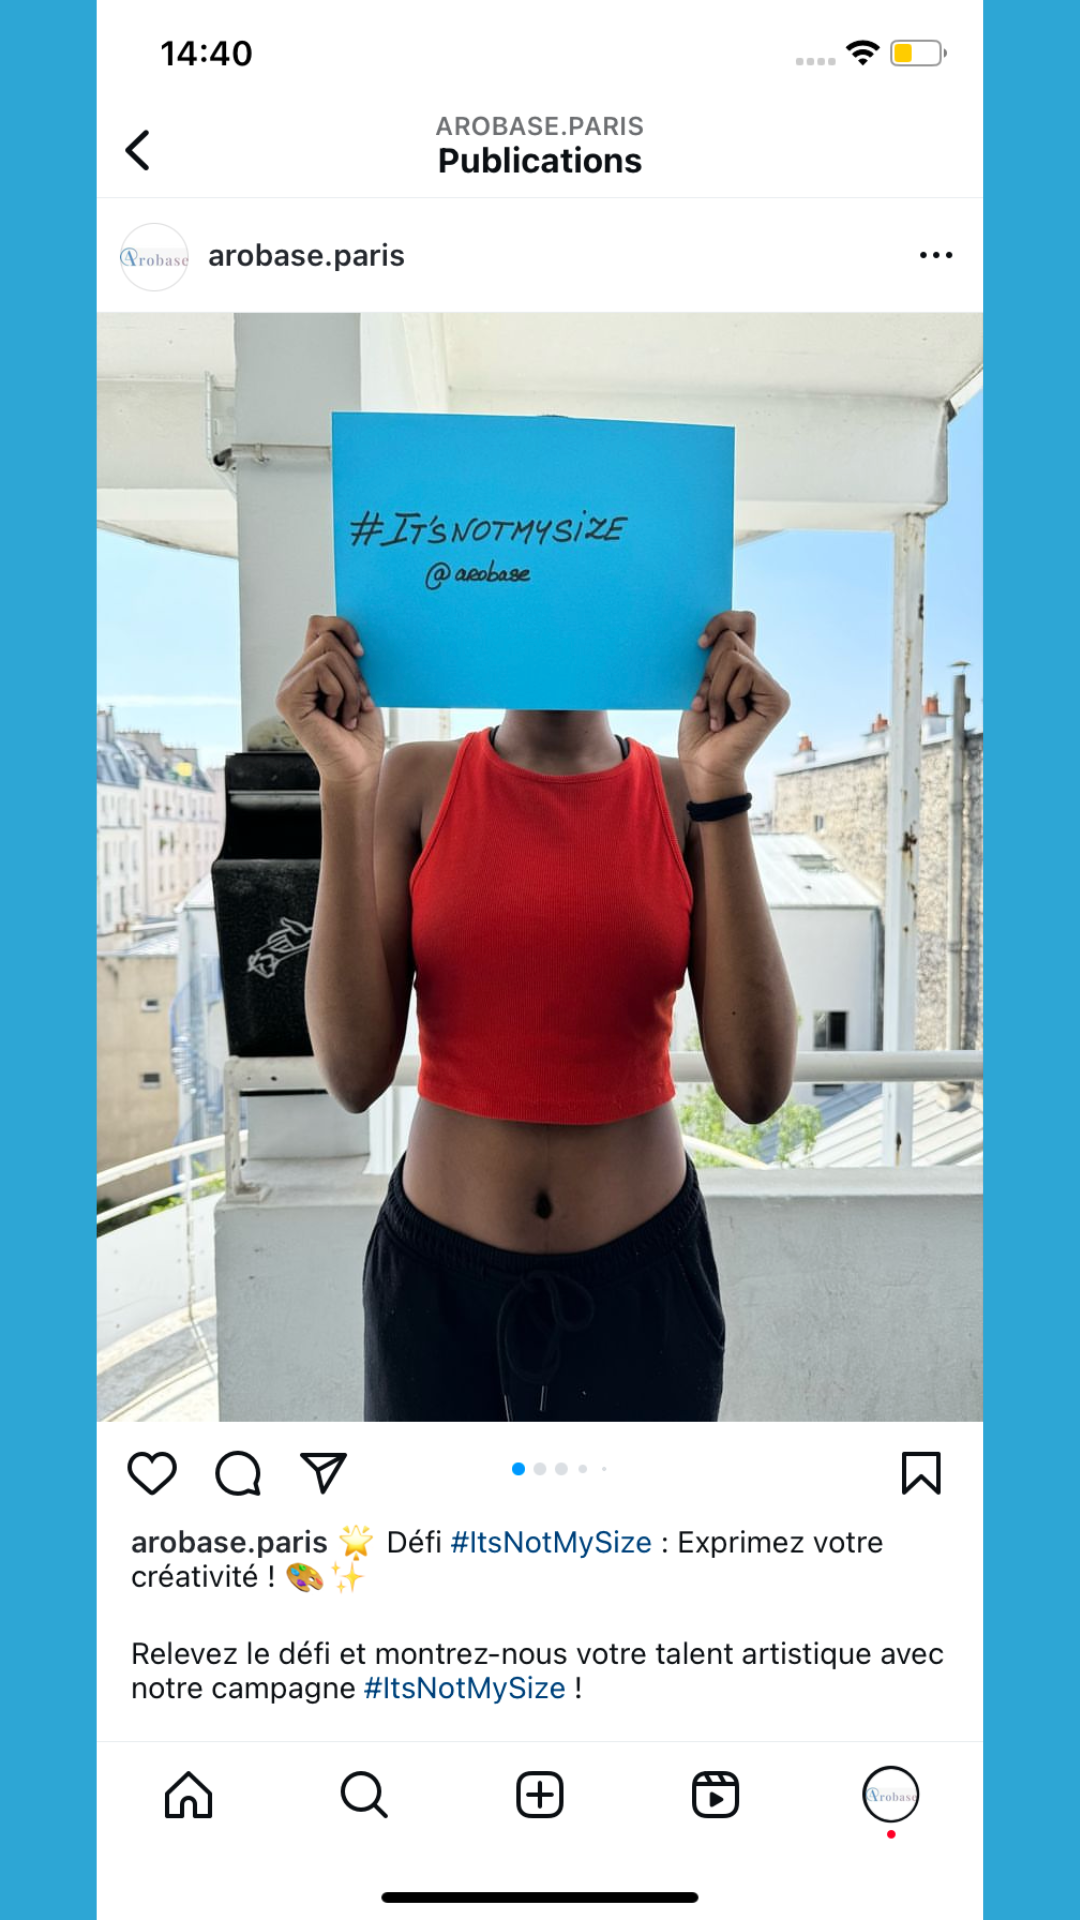 14:40
AROBASE.PARIS
Publications
Arobase
arobase.paris
#IT'SNOTMYSIZE
@arobase
arobase.paris 🌟 Défi #ItsNotMySize : Exprimez votre
créativité ! 🎨✨
Relevez le défi et montrez-nous votre talent artistique avec
notre campagne #ItsNotMySize !
Arobase